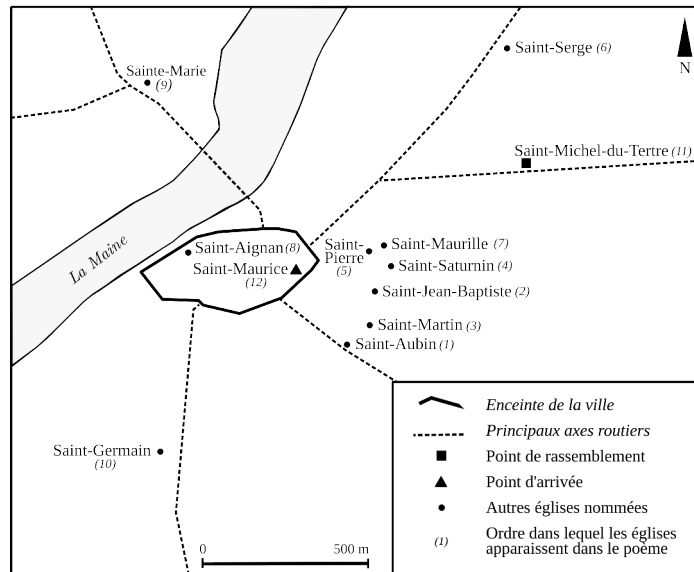 Saint-Serge (6)
N
Sainte-Marie
(9)
Saint-Michel-du-Tertre (11)
La Maine
Saint-Aignan (8)
Saint-Maurice
(12)
Saint-
Pierre
(5)
Saint-Maurille (7)
Saint-Saturnin (4)
Saint-Jean-Baptiste (2)
Saint-Martin (3)
Saint-Aubin (1)
Saint-Germain
(10)
0
500 m
Enceinte de la ville
Principaux axes routiers
Point de rassemblement
Point d'arrivée
Autres églises nommées
(1)
Ordre dans lequel les églises
apparaissent dans le poème